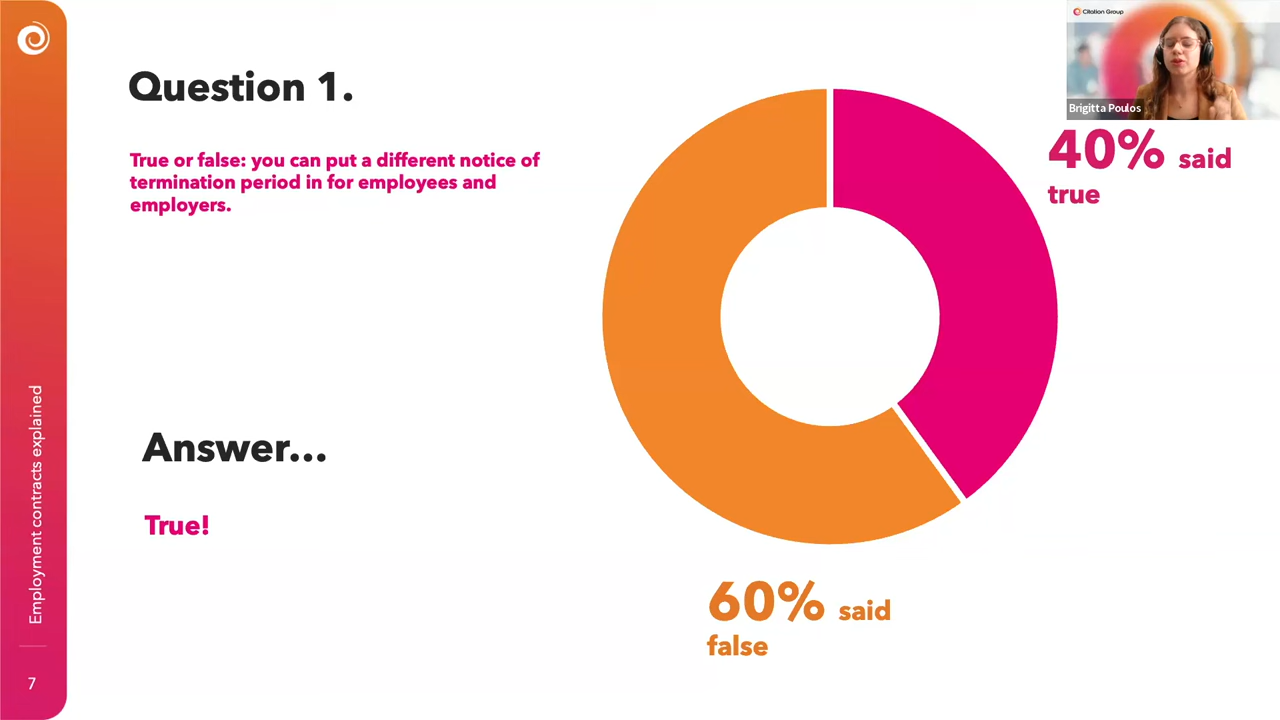 Question 1.
True or false: you can put a different notice of
termination period in for employees and
employers.
Answer...
True!
40% said
true
60% said
false
Citation Group
Brigitta Poulos
Employment contracts explained
7